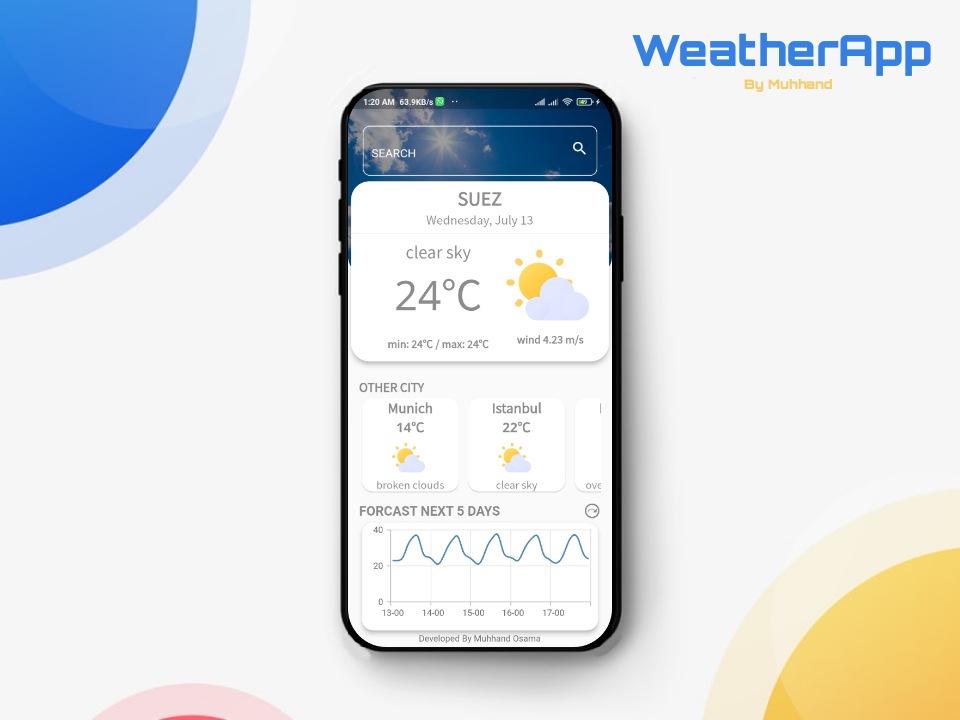 WeatherApp
By Muhhand
1:20 AM 63.9KB/s
SEARCH
SUEZ
Wednesday, July 13
clear sky
24°C
min: 24°C / max: 24°C
wind 4.23 m/s
OTHER CITY
Munich
14°C
broken clouds
Istanbul
22°C
clear sky
FORCAST NEXT 5 DAYS
40
20
0
13-00 14-00 15-00 16-00 17-00
Developed By Muhhand Osama